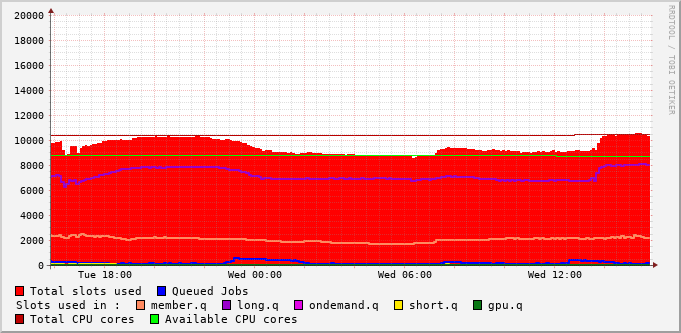 RRDTOOL / TOBI OETIKER
20000
18000
16000
14000
12000
10000
8000
6000
4000
2000
0
Tue 18:00 Wed 00:00 Wed 06:00 Wed 12:00
Total slots used Queued Jobs
Slots used in : member.q long.q ondemand.q short.q gpu.q
Total CPU cores Available CPU cores